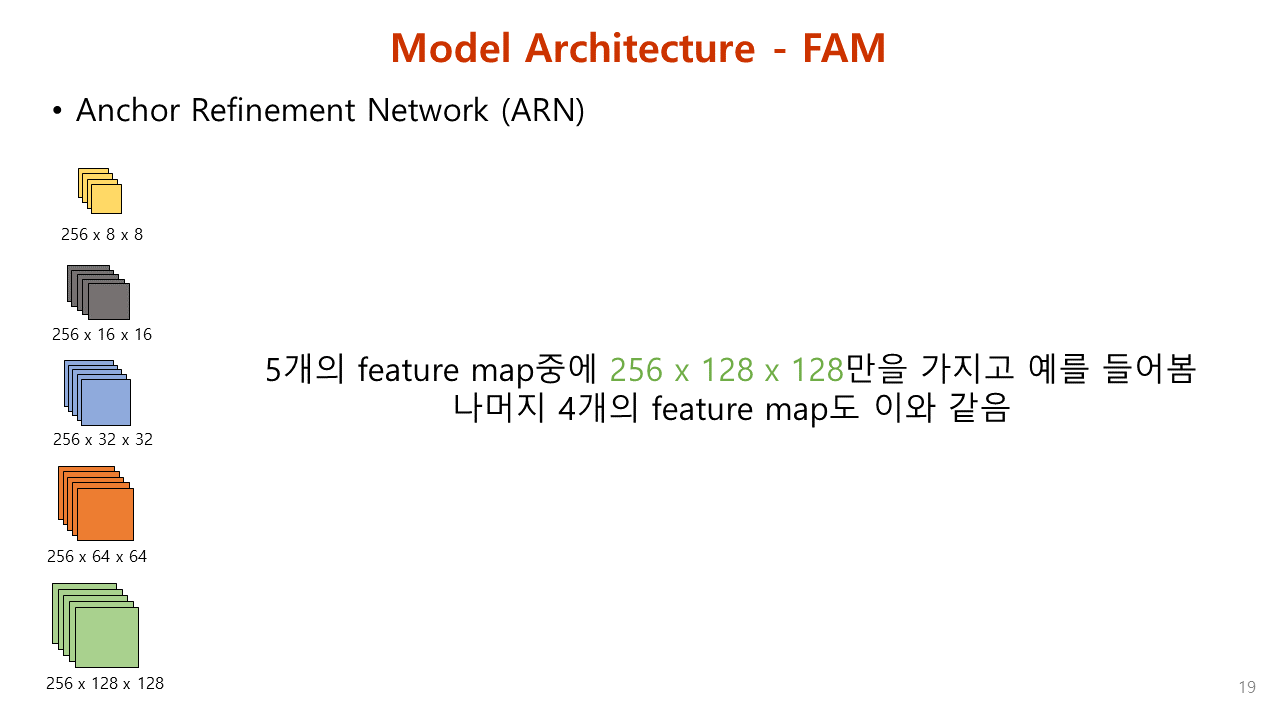 Model Architecture - FAM
• Anchor Refinement Network (ARN)
256 x 8 x 8
256 x 16 x 16
256 x 32 x 32
256 x 64 x 64
256 x 128 x 128
5개의 feature map중에 256 x 128 x 128만을 가지고 예를 들어봄
나머지 4개의 feature map도 이와 같음
19